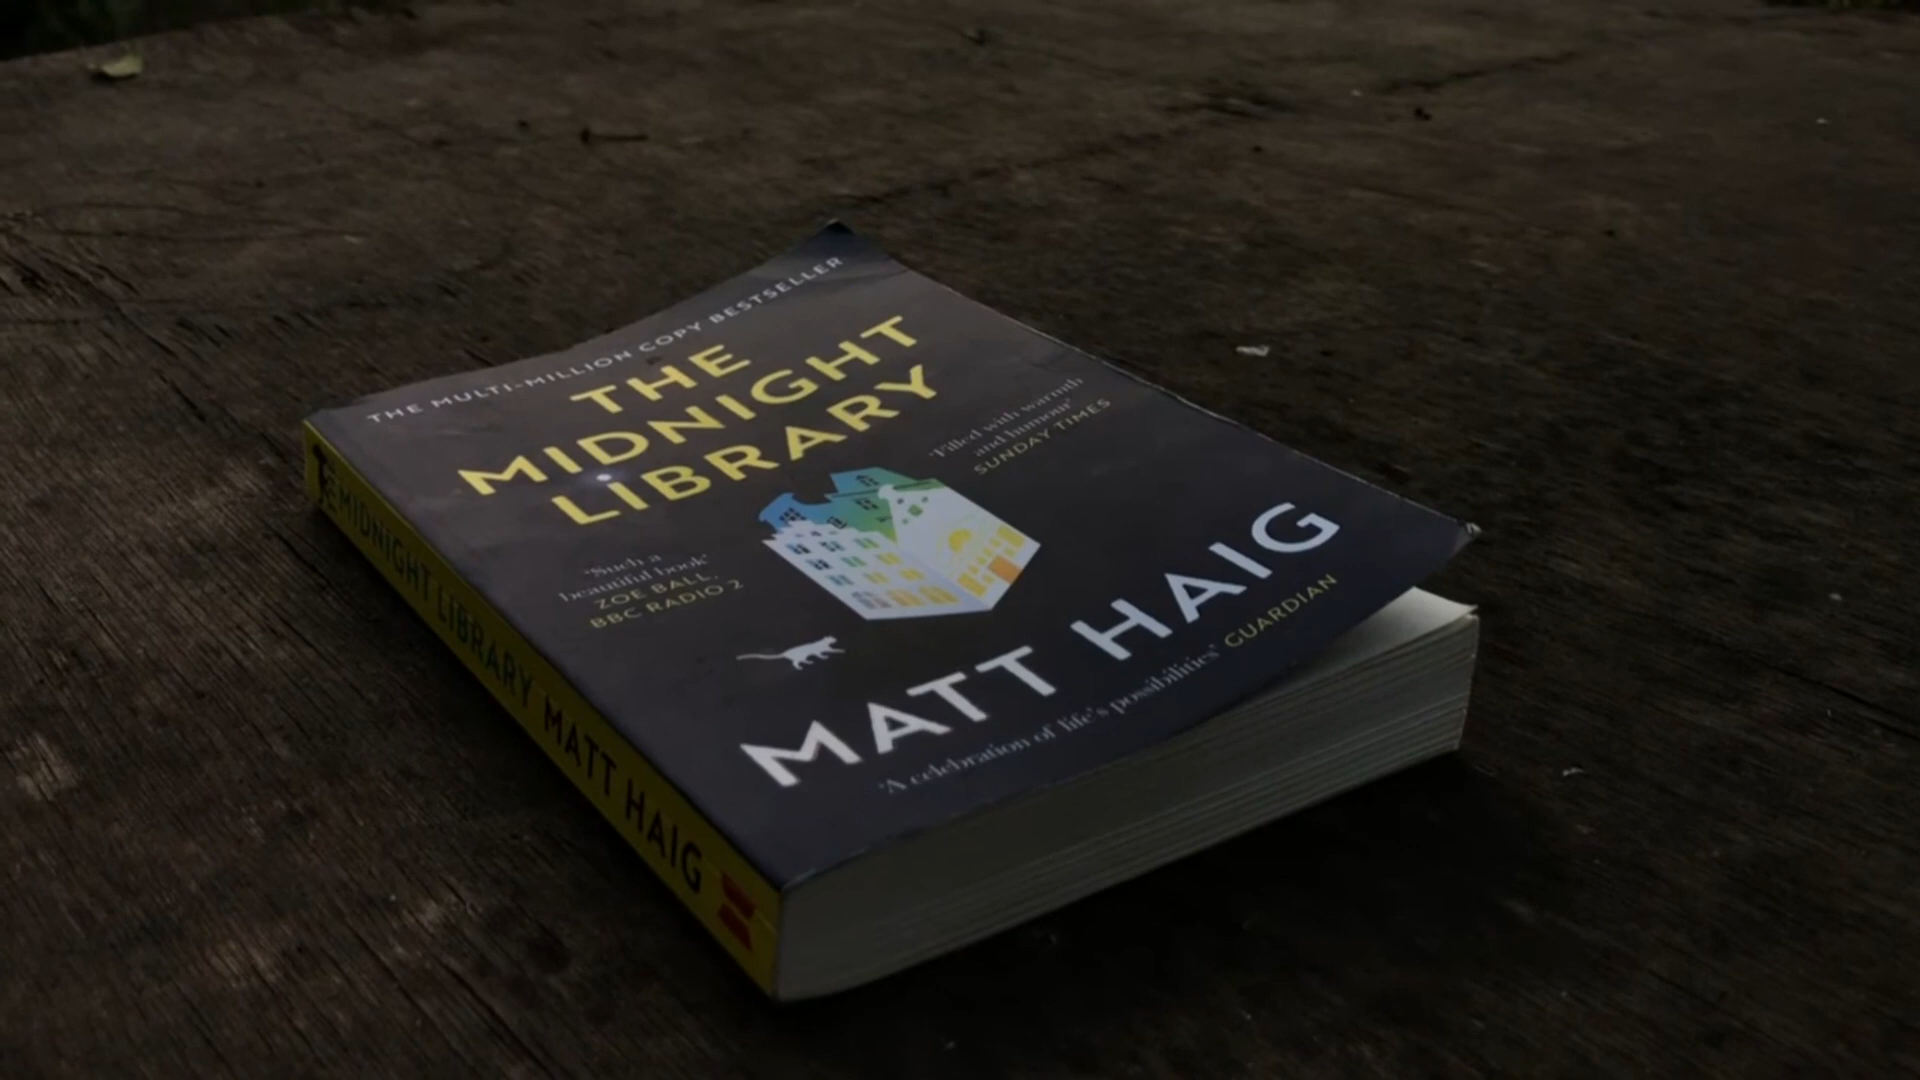 THE MULTI-MILLION COPY BESTSELLER
THE
MIDNIGHT
LIBRARY
'Filled with warmth
and humour'
SUNDAY TIMES
'Such a
beautiful book'
ZOE BALL,
BBC RADIO 2
MATT HAIG
'A celebration of life's possibilities' GUARDIAN
THE MIDNIGHT LIBRARY MATT HAIG